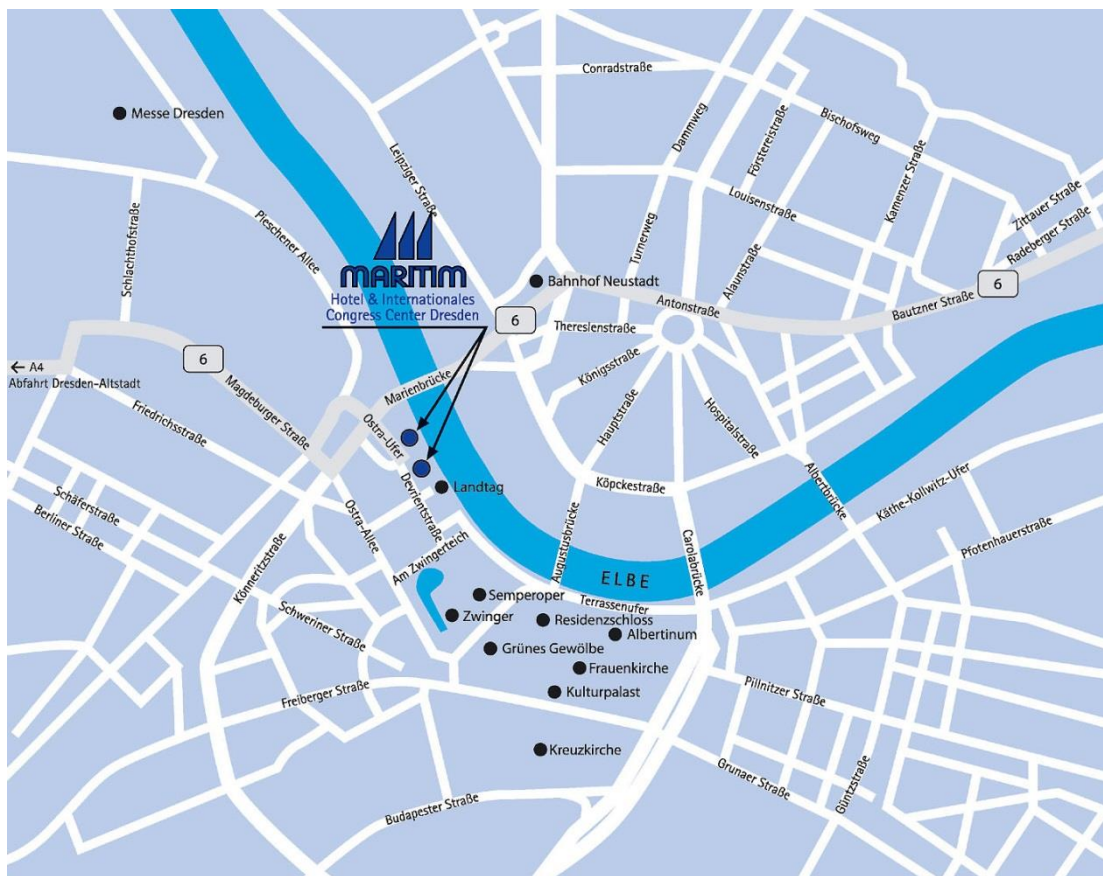 Conradstraße
Messe Dresden
Leipziger Straße
Dammweg
Förstereistraße
Bischofsweg
Kamenzer Straße
Louisenstraße
Zittauer Straße
Radeberger Straße
Schlachthofstraße
Pieschener Allee
Turnerweg
Alaunstraße
MARITIM
Hotel & Internationales
Congress Center Dresden
Bahnhof Neustadt
Antonstraße
Bautzner Straße
6
6
Theresienstraße
6
← A4
Abfahrt Dresden-Altstadt
Magdeburger Straße
Marienbrücke
Königsstraße
Friedrichsstraße
Ostra-Ufer
Hauptstraße
Hospitalstraße
Albertbrücke
Käthe-Kollwitz-Ufer
Landtag
Köpckestraße
Devrientstraße
Schäferstraße
Berliner Straße
Ostra-Allee
Am Zwingerteich
Augustusbrücke
Carolabrücke
Pfotenhauerstraße
Könneritzstraße
ELBE
Semperoper
Terrassenufer
Zwinger
Residenzschloss
Albertinum
Schweriner Straße
Grünes Gewölbe
Frauenkirche
Kulturpalast
Freiberger Straße
Pillnitzer Straße
Kreuzkirche
Grunaer Straße
Güntzstraße
Budapester Straße